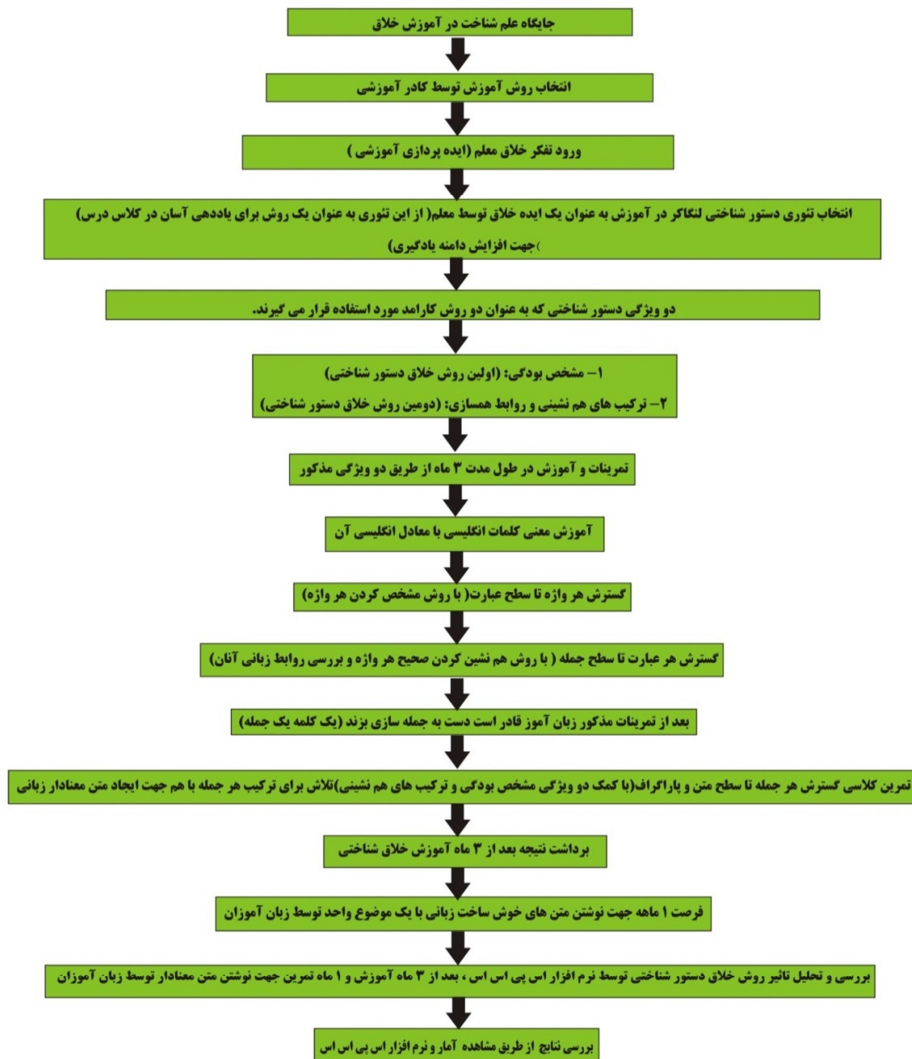 جایگاه علم شناخت در آموزش خلاق
انتخاب روش آموزش توسط کادر آموزشی
ورود تفکر خلاق معلم (ایده پردازی آموزشی )
انتخاب تئوری دستور شناختی لنگاکر در آموزش به عنوان یک ایده خلاق توسط معلم( از این تئوری به عنوان یک روش برای یاددهی آسان در کلاس درس)
)جهت افزایش دامنه یادگیری)
دو ویژگی دستور شناختی که به عنوان دو روش کارامد مورد استفاده قرار می گیرند.
۱- مشخص بودگی: (اولین روش خلاق دستور شناختی)
۲- ترکیب های هم نشینی و روابط همسازی: (دومین روش خلاق دستور شناختی)
تمرینات و آموزش در طول مدت ۳ ماه از طریق دو ویژگی مذکور
آموزش معنی کلمات انگلیسی با معادل انگلیسی آن
گسترش هر واژه تا سطح عبارت( با روش مشخص کردن هر واژه)
گسترش هر عبارت تا سطح جمله ( با روش هم نشین کردن صحیح هر واژه و بررسی روابط زبانی آنان)
بعد از تمرینات مذکور زبان آموز قادر است دست به جمله سازی بزند (یک کلمه یک جمله)
تمرین کلاسی گسترش هر جمله تا سطح متن و پاراگراف(با کمک دو ویژگی مشخص بودگی و ترکیب های هم نشینی)تلاش برای ترکیب هر جمله با هم جهت ایجاد متن معنادار زبانی
برداشت نتیجه بعد از ۳ ماه آموزش خلاق شناختی
فرصت ۱ ماهه جهت نوشتن متن های خوش ساخت زبانی با یک موضوع واحد توسط زبان آموزان
بررسی و تحلیل تاثیر روش خلاق دستور شناختی توسط نرم افزار اس پی اس اس ، بعد از ۳ ماه آموزش و ۱ ماه تمرین جهت نوشتن متن معنادار توسط زبان آموزان
بررسی نتایج از طریق مشاهده آمار و نرم افزار اس پی اس اس